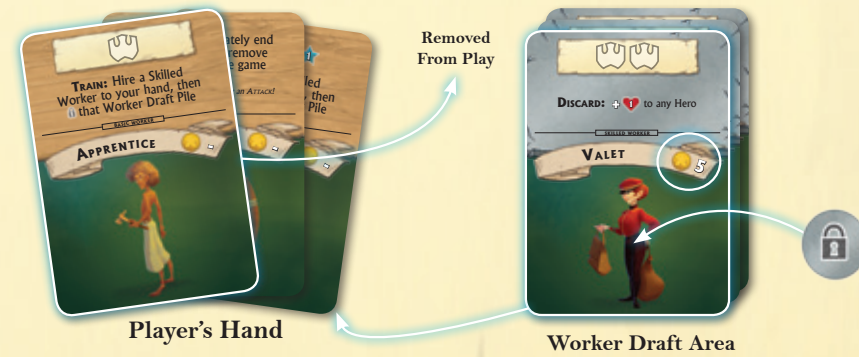 Removed
From Play
TRAIN: Hire a Skilled
Worker to your hand, then
that Worker Draft Pile
BASIC WORKER
APPRENTICE
-
ately end
remove
e game
an ATTACK!
-
1
led
, then
Pile
-
DISCARD: +1 to any Hero
SKILLED WORKER
VALET
5
Player's Hand
Worker Draft Area